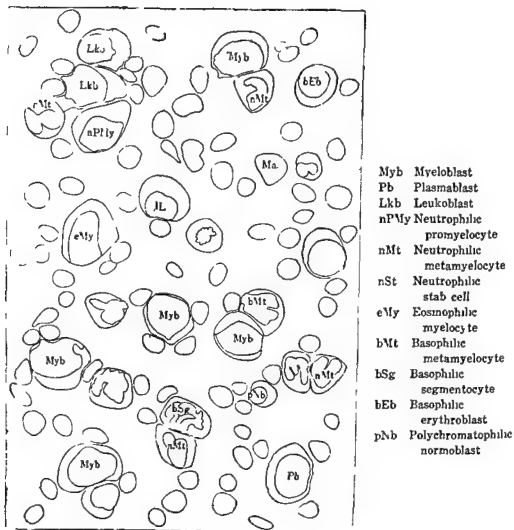 Lkb
Myb
Lkb
bEb
nMt
nMt
nPMy
Ma
JL
eMy
bMt
Myb
Myb
Myb
nMt
pNb
bSg
nMt
Myb
Pb
Myb Myeloblast
Pb Plasmablast
Lkb Leukoblast
nPMy Neutrophilic
promyelocyte
nMt Neutrophilic
metamyelocyte
nSt Neutrophilic
stab cell
eMy Eosinophilic
myelocyte
bMt Basophilic
metamyelocyte
bSg Basophilic
segmentocyte
bEb Basophilic
erythroblast
pNb Polychromatophilic
normoblast